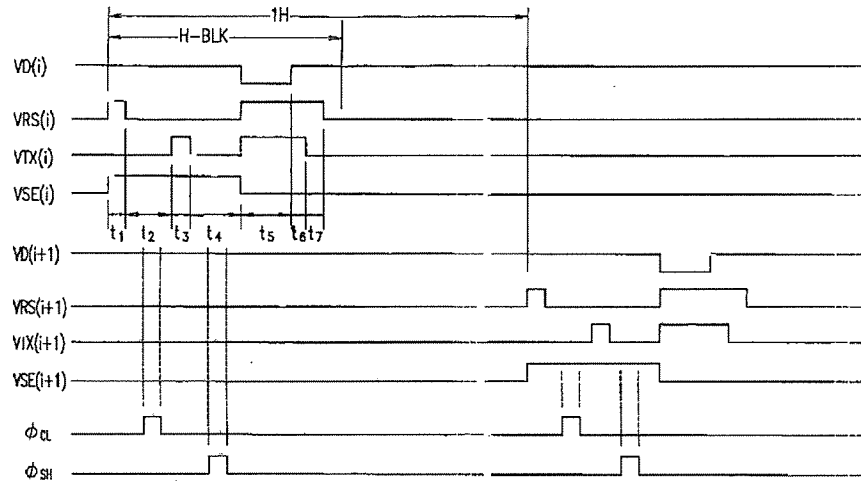 1H
H-BLK
VD(i)
VRS(i)
VTX(i)
VSE(i)
t1 t2 t3 t4 t5 t6 t7
VD(i+1)
VRS(i+1)
VIX(i+1)
VSE(i+1)
ϕCL
ϕSH